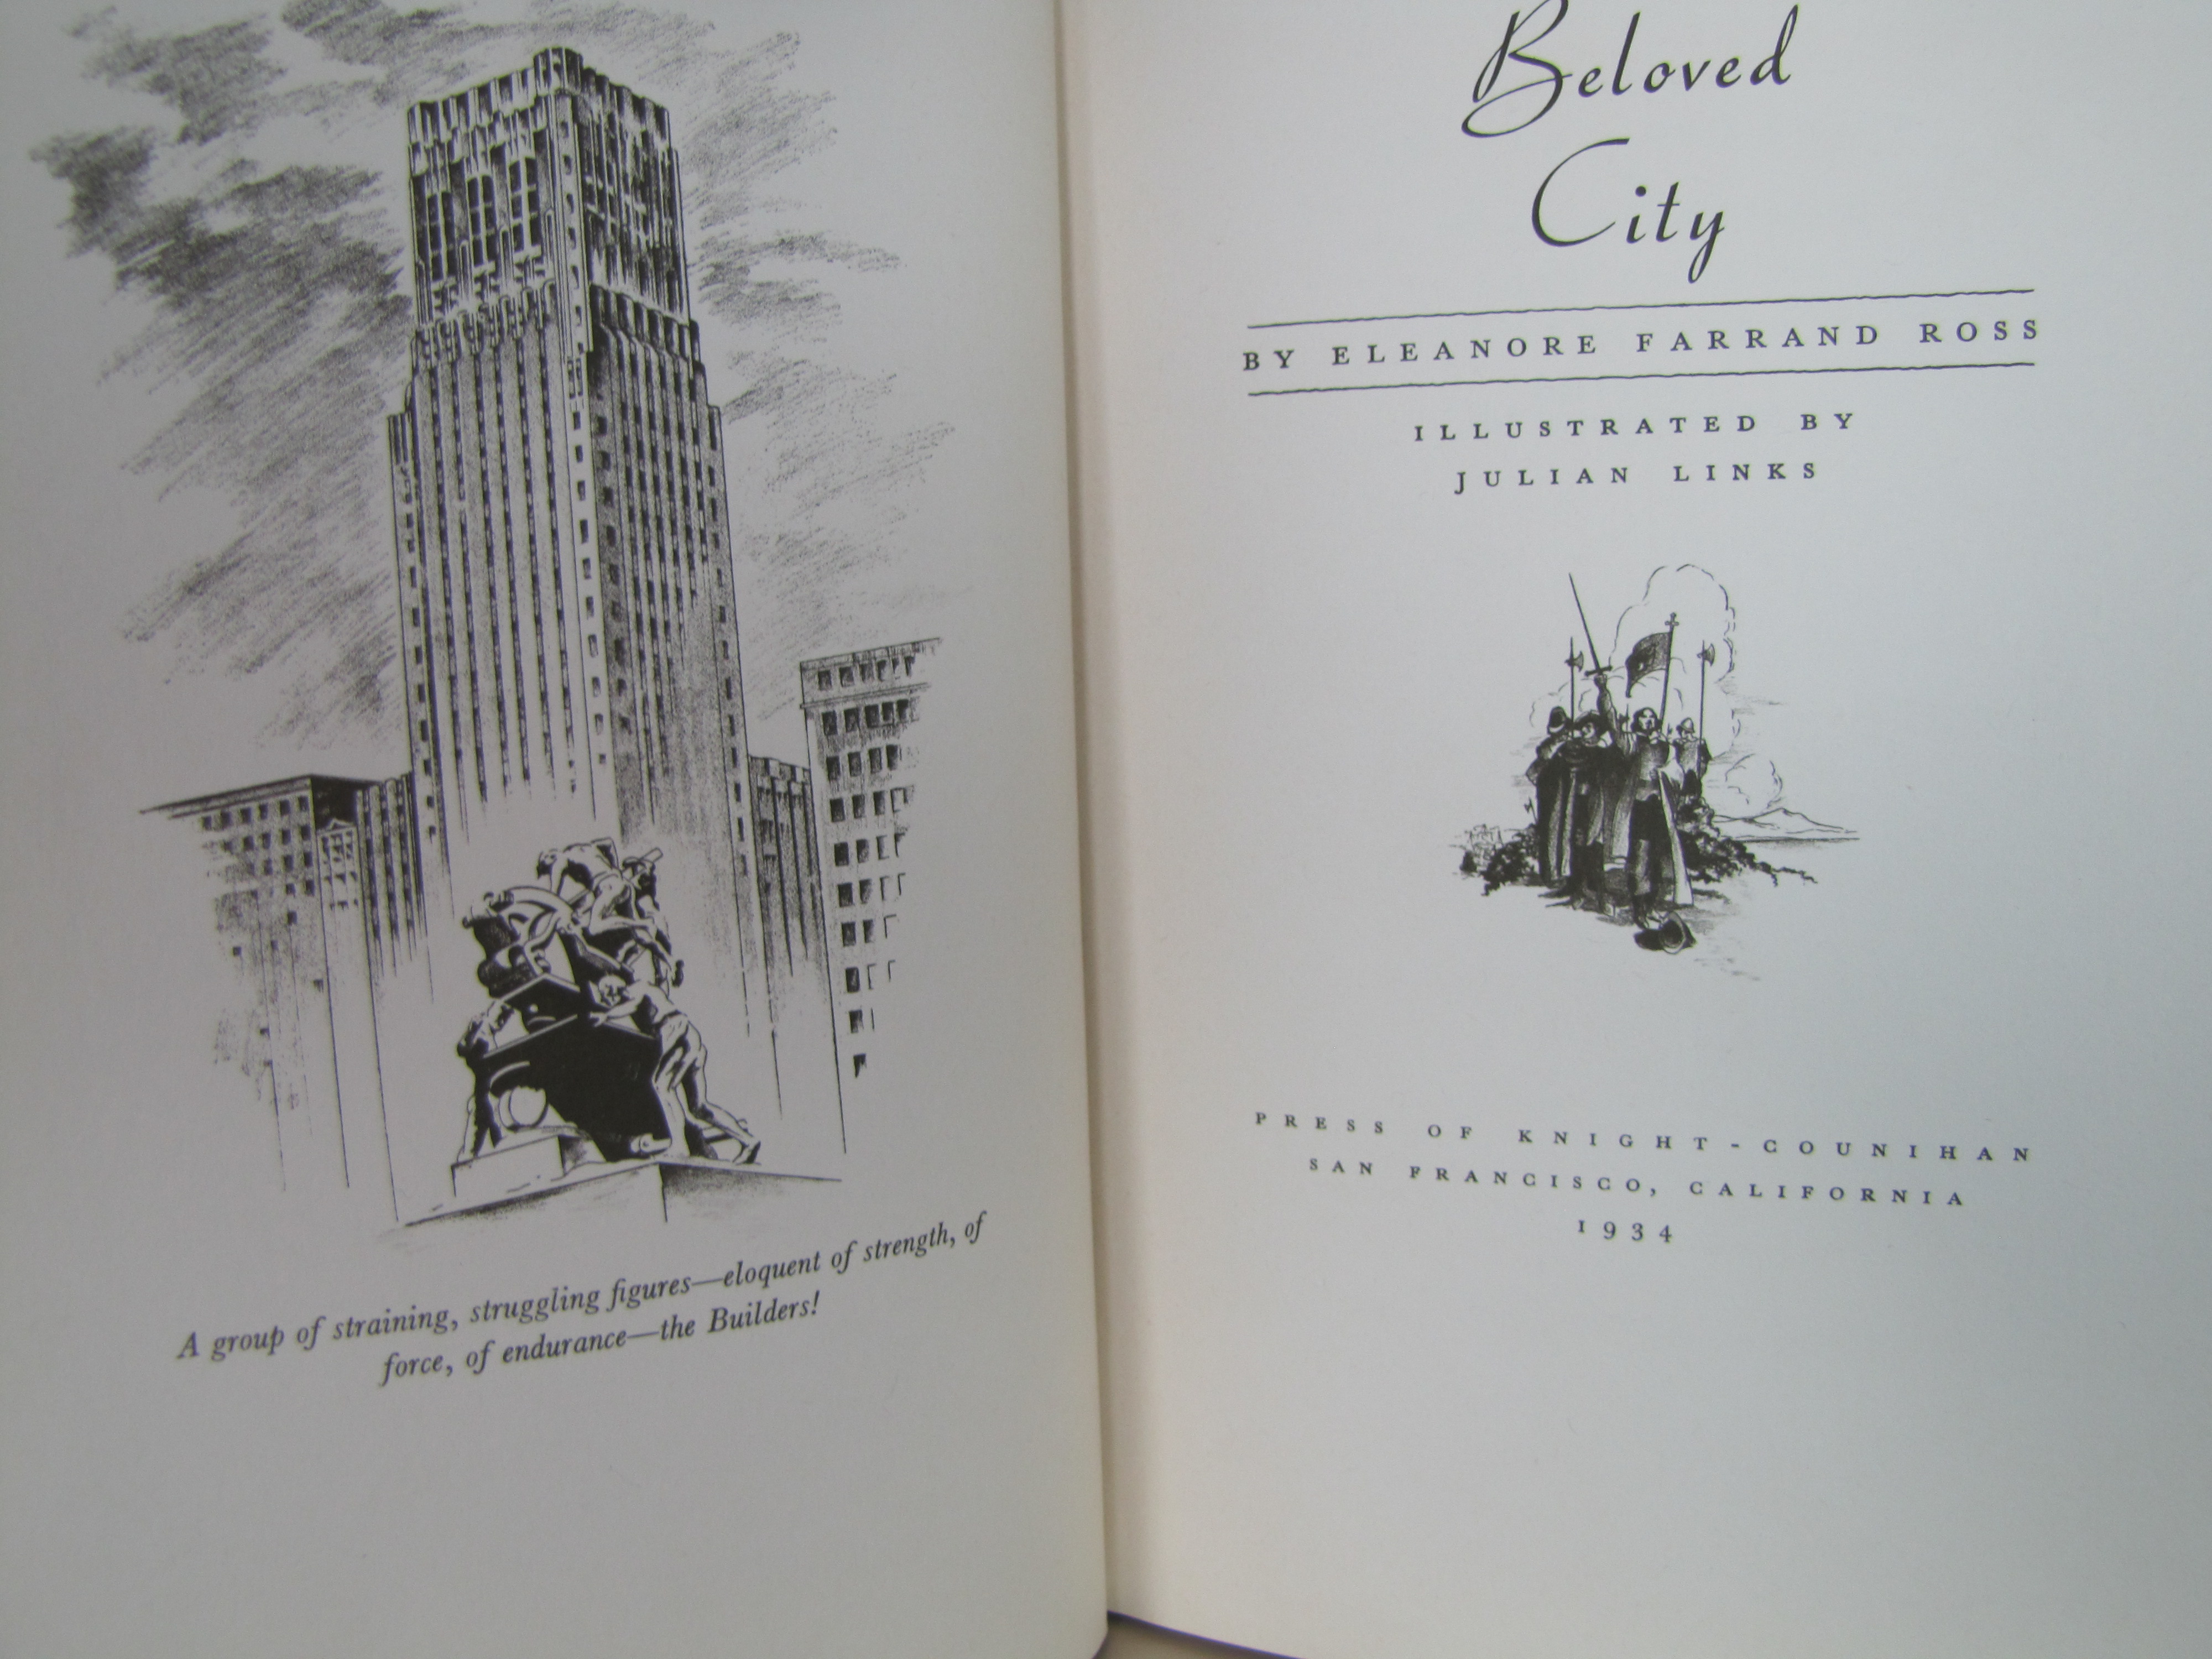 A group of straining, struggling figures—eloquent of strength, of
force, of endurance—the Builders!
Beloved
City
BY ELEANORE FARRAND ROSS
ILLUSTRATED BY
JULIAN LINKS
PRESS OF KNIGHT-COUNIHAN
SAN FRANCISCO, CALIFORNIA
1934